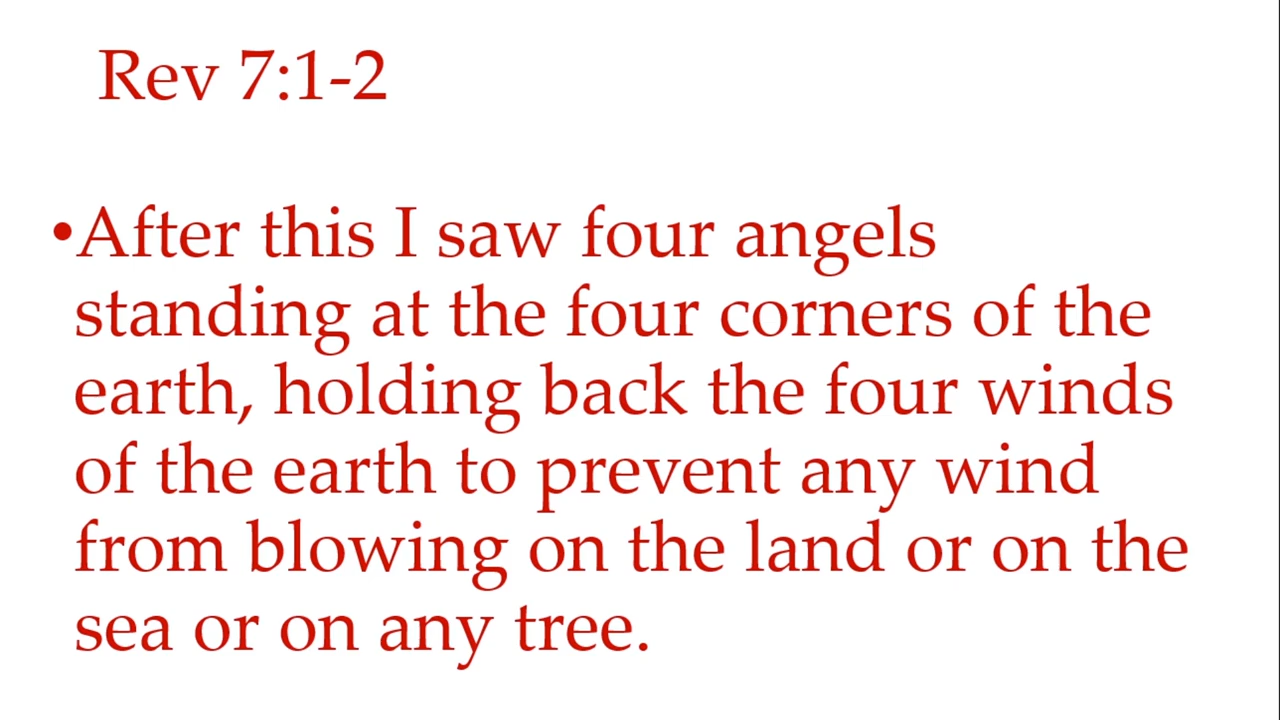 Rev 7:1-2
•After this I saw four angels
standing at the four corners of the
earth, holding back the four winds
of the earth to prevent any wind
from blowing on the land or on the
sea or on any tree.